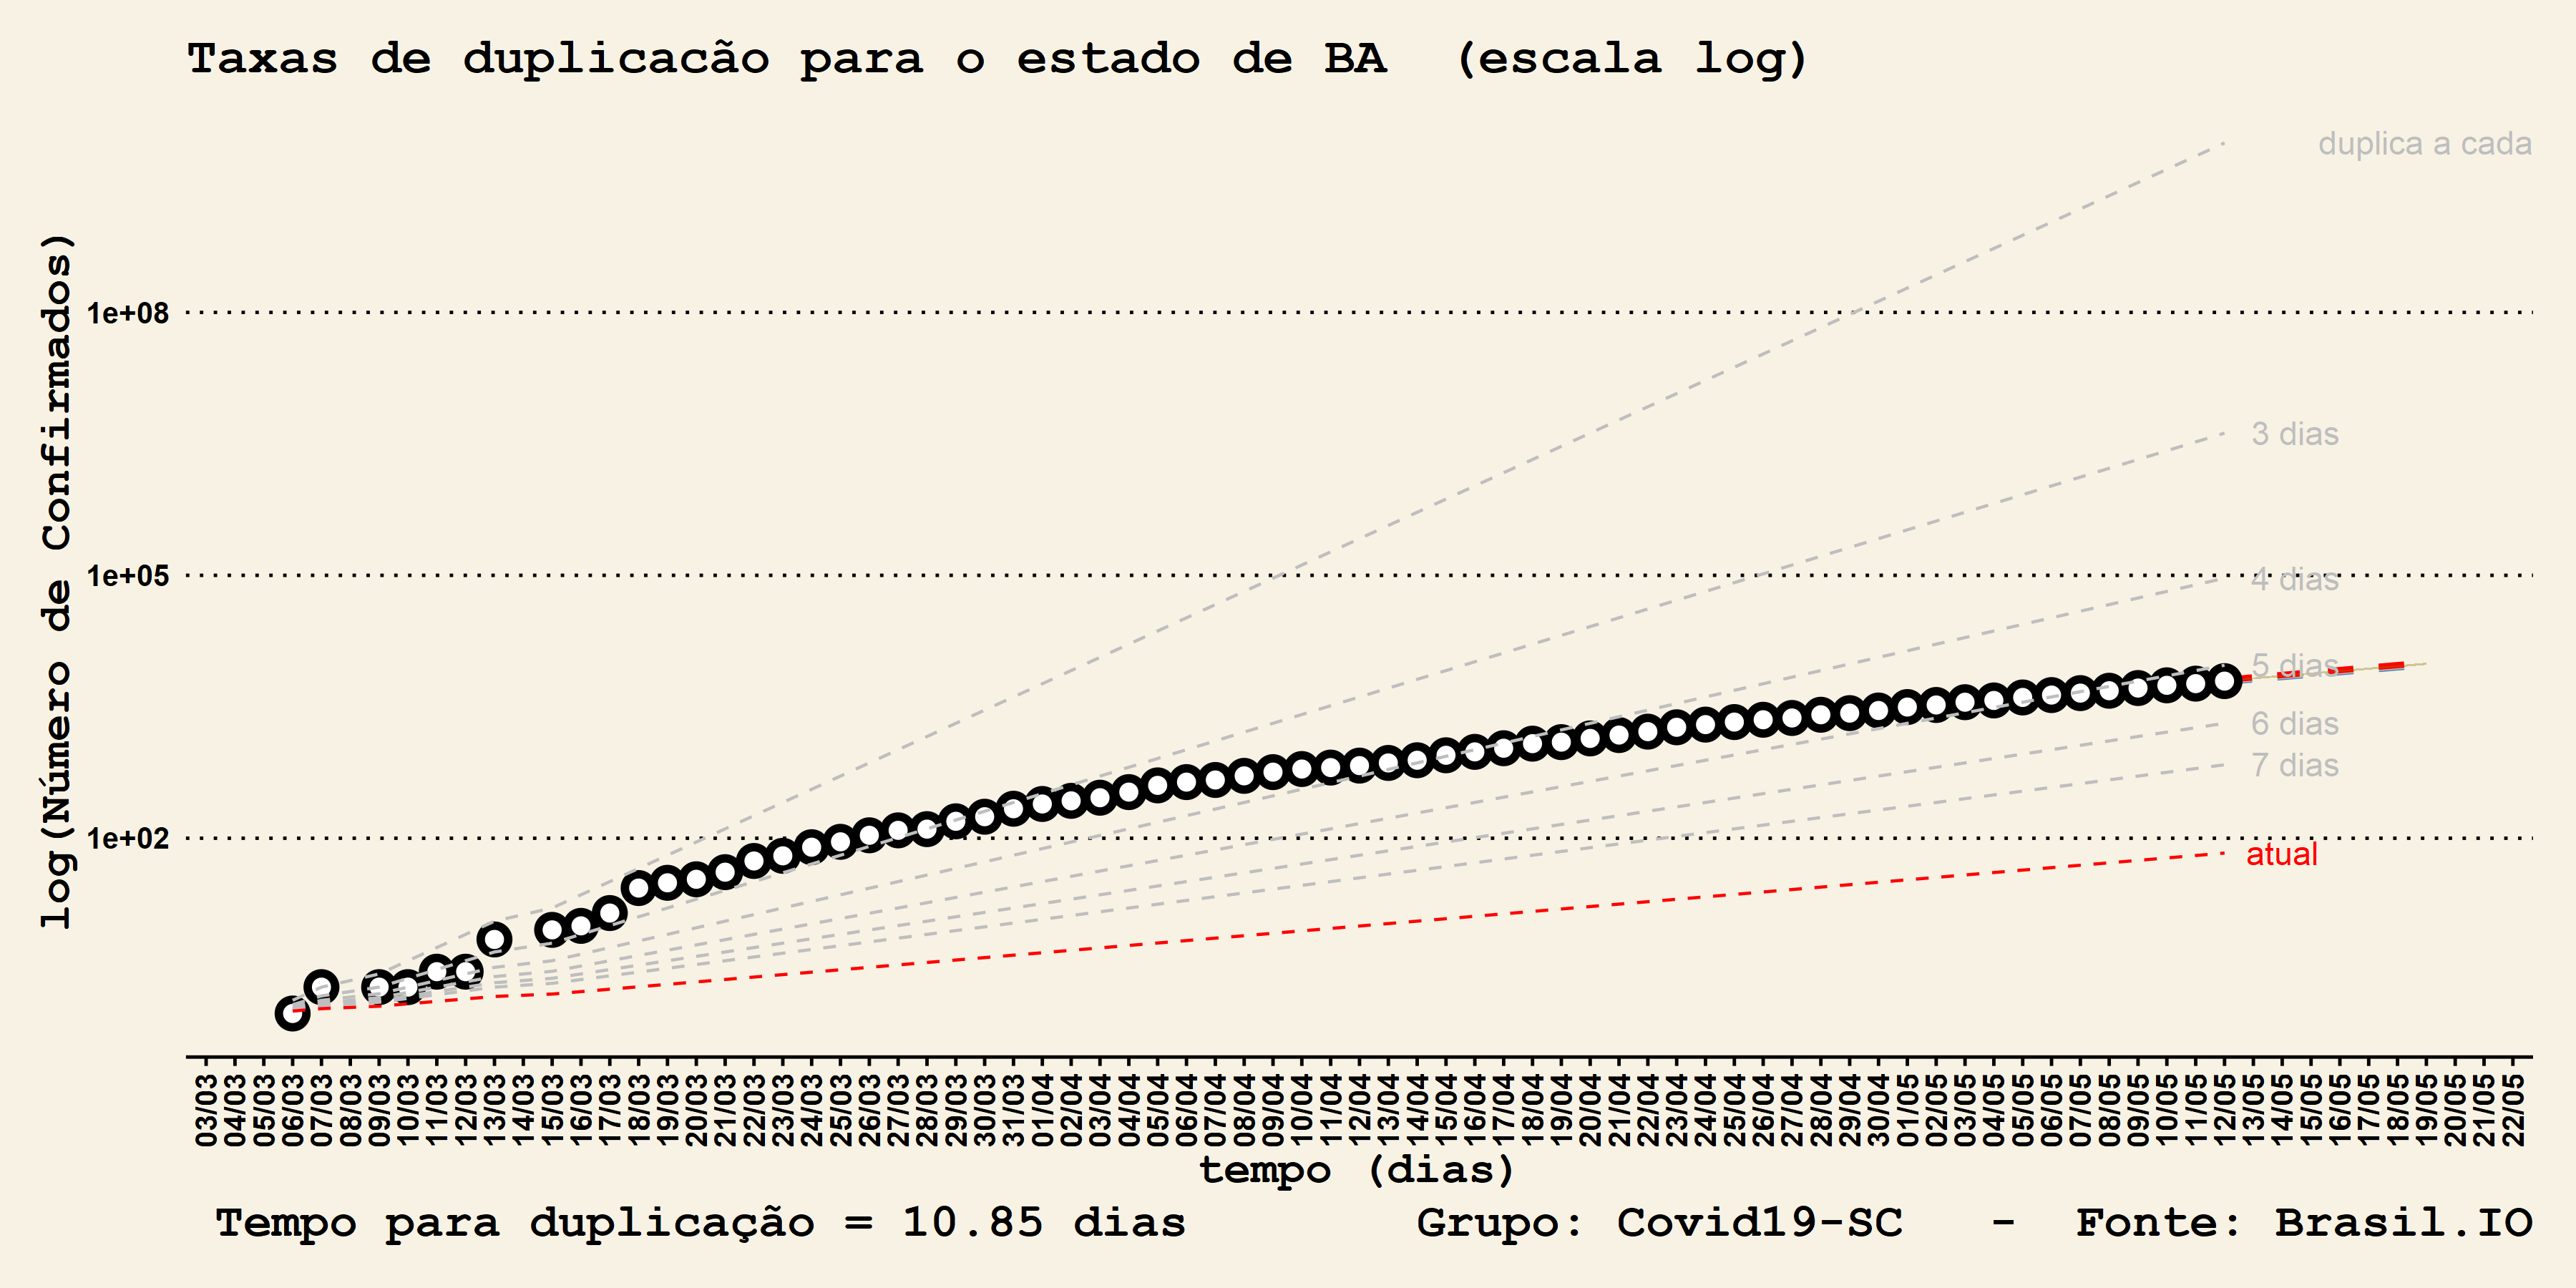 Taxas de duplicacão para o estado de BA  (escala log)
duplica a cada
3 dias
4 dias
5 dias
6 dias
7 dias
atual
log(Número de Confirmados)
1e+08
1e+05
1e+02
03/03 04/03 05/03 06/03 07/03 08/03 09/03 10/03 11/03 12/03 13/03 14/03 15/03 16/03 17/03 18/03 19/03 20/03 21/03 22/03 23/03 24/03 25/03 26/03 27/03 28/03 29/03 30/03 31/03 01/04 02/04 03/04 04/04 05/04 06/04 07/04 08/04 09/04 10/04 11/04 12/04 13/04 14/04 15/04 16/04 17/04 18/04 19/04 20/04 21/04 22/04 23/04 24/04 25/04 26/04 27/04 28/04 29/04 30/04 01/05 02/05 03/05 04/05 05/05 06/05 07/05 08/05 09/05 10/05 11/05 12/05 13/05 14/05 15/05 16/05 17/05 18/05 19/05 20/05 21/05 22/05
tempo (dias)
Tempo para duplicação = 10.85 dias        Grupo: Covid19-SC   -  Fonte: Brasil.IO